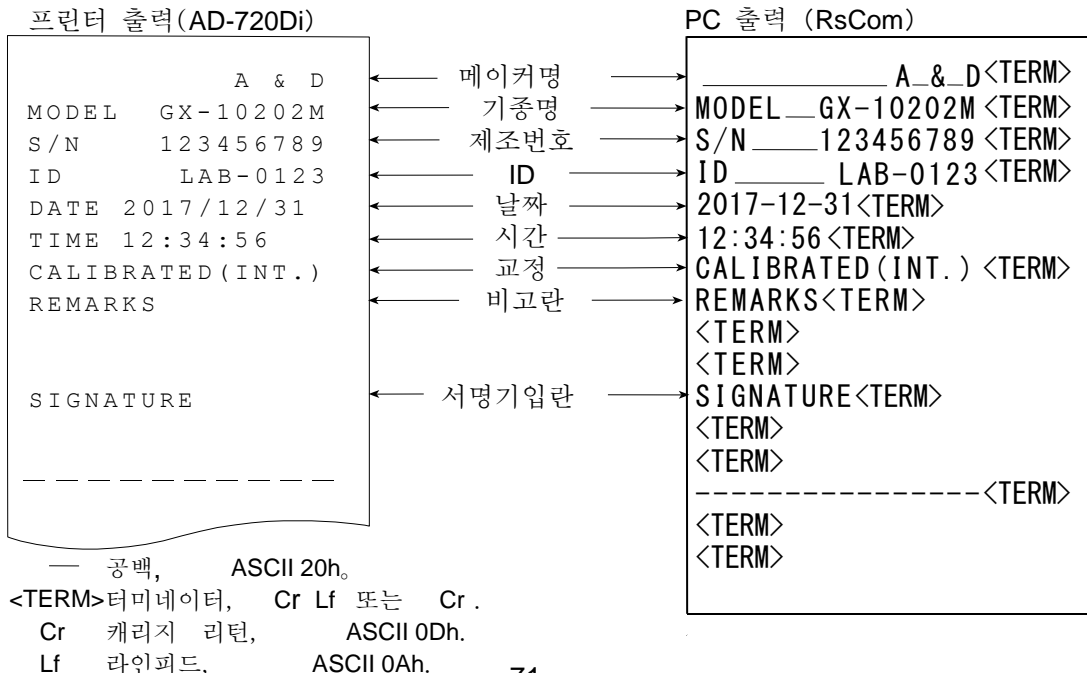 프린터 출력(AD-720Di)
A & D
MODEL GX-10202M
S/N 123456789
ID LAB-0123
DATE 2017/12/31
TIME 12:34:56
CALIBRATED(INT.)
REMARKS
SIGNATURE
_ _ _ _ _ _ _ _ _ _
메이커명
기종명
제조번호
ID
날짜
시간
교정
비고란
서명기입란
PC 출력 (RsCom)
___________ A_&_D<TERM>
MODEL__GX-10202M<TERM>
S/N____123456789<TERM>
ID______LAB-0123<TERM>
2017-12-31<TERM>
12:34:56<TERM>
CALIBRATED(INT.)<TERM>
REMARKS<TERM>
<TERM>
<TERM>
SIGNATURE<TERM>
<TERM>
<TERM>
----------------<TERM>
<TERM>
<TERM>
— 공백, ASCII 20h。
<TERM>터미네이터, Cr Lf 또는 Cr .
Cr 캐리지 리턴, ASCII 0Dh.
Lf 라인피드, ASCII 0Ah.